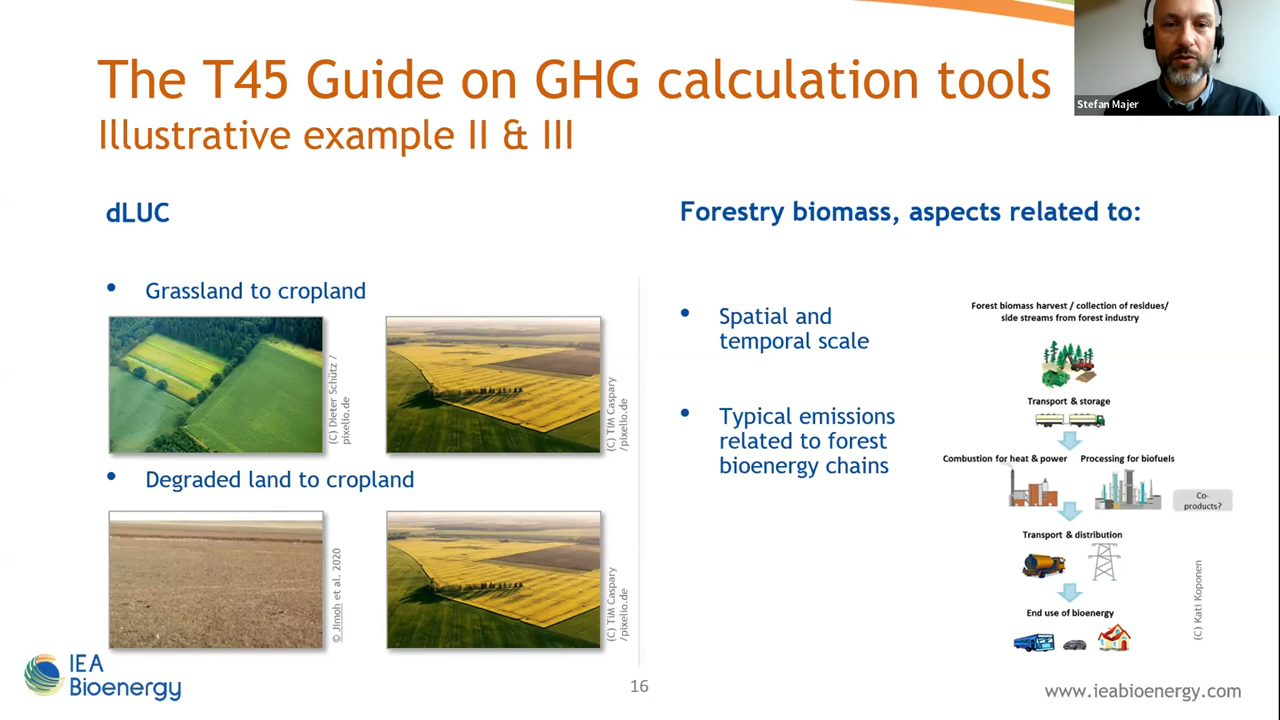 The T45 Guide on GHG calculation tools
Illustrative example II & III
Stefan Majer
dLUC
• Grassland to cropland
(C) Dieter Schütz /
pixelio.de
(C) TiM Caspary
/pixelio.de
• Degraded land to cropland
© Jimoh et al. 2020
(C) TiM Caspary
/pixelio.de
Forestry biomass, aspects related to:
• Spatial and
temporal scale
• Typical emissions
related to forest
bioenergy chains
Forest biomass harvest / collection of residues/
side streams from forest industry
Transport & storage
Combustion for heat & power
Processing for biofuels
Co-
products?
Transport & distribution
End use of bioenergy
(C) Kati Koponen
IEA
Bioenergy
16
www.ieabioenergy.com